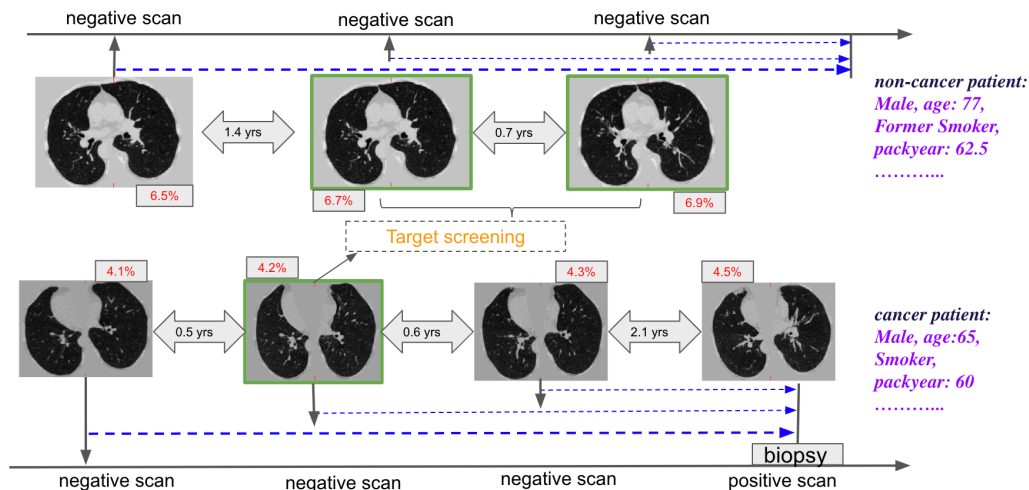 negative scan
negative scan
negative scan
non-cancer patient:
Male, age: 77,
Former Smoker,
packyear: 62.5
………...
1.4 yrs
0.7 yrs
6.5%
6.7%
6.9%
Target screening
4.1%
4.2%
4.3%
4.5%
0.5 yrs
0.6 yrs
2.1 yrs
cancer patient:
Male, age:65,
Smoker,
packyear: 60
………...
biopsy
negative scan
negative scan
negative scan
positive scan